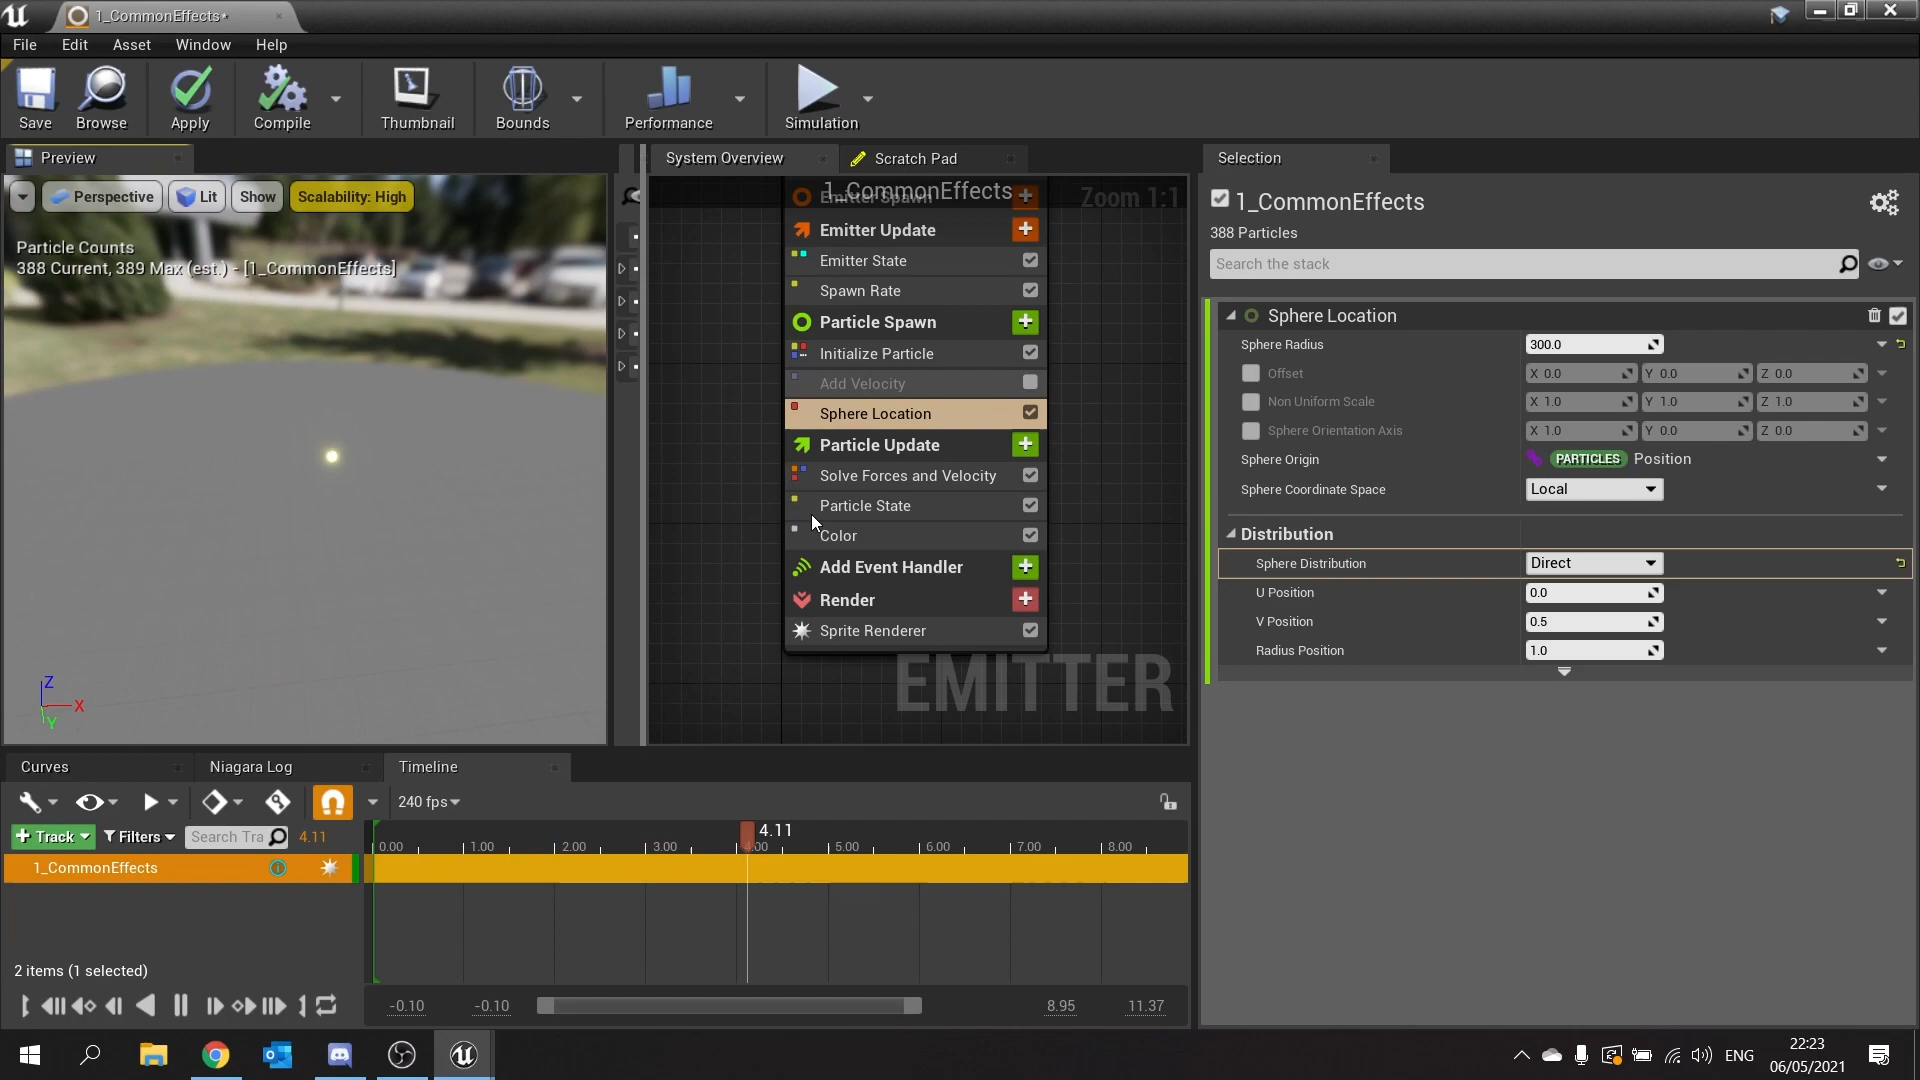 1_CommonEffects*
File Edit Asset Window Help
Save Browse Apply Compile Thumbnail Bounds Performance Simulation
Preview
Perspective Lit Show Scalability: High
Particle Counts
388 Current, 389 Max (est.) - [1_CommonEffects]
Z
X
Y
System Overview Scratch Pad
1_CommonEffects
Zoom 1:1
Emitter Spawn
Emitter Update
Emitter State
Spawn Rate
Particle Spawn
Initialize Particle
Add Velocity
Sphere Location
Particle Update
Solve Forces and Velocity
Particle State
Color
Add Event Handler
Render
Sprite Renderer
EMITTER
Selection
1_CommonEffects
388 Particles
Search the stack
Sphere Location
Sphere Radius 300.0
Offset X 0.0 Y 0.0 Z 0.0
Non Uniform Scale X 1.0 Y 1.0 Z 1.0
Sphere Orientation Axis X 1.0 Y 0.0 Z 0.0
Sphere Origin PARTICLES Position
Sphere Coordinate Space Local
Distribution
Sphere Distribution Direct
U Position 0.0
V Position 0.5
Radius Position 1.0
Curves Niagara Log Timeline
240 fps
+ Track Filters Search Tra 4.11
4.11
0.00 1.00 2.00 3.00 4.00 5.00 6.00 7.00 8.00
1_CommonEffects
2 items (1 selected)
-0.10 -0.10 8.95 11.37
ENG
22:23
06/05/2021